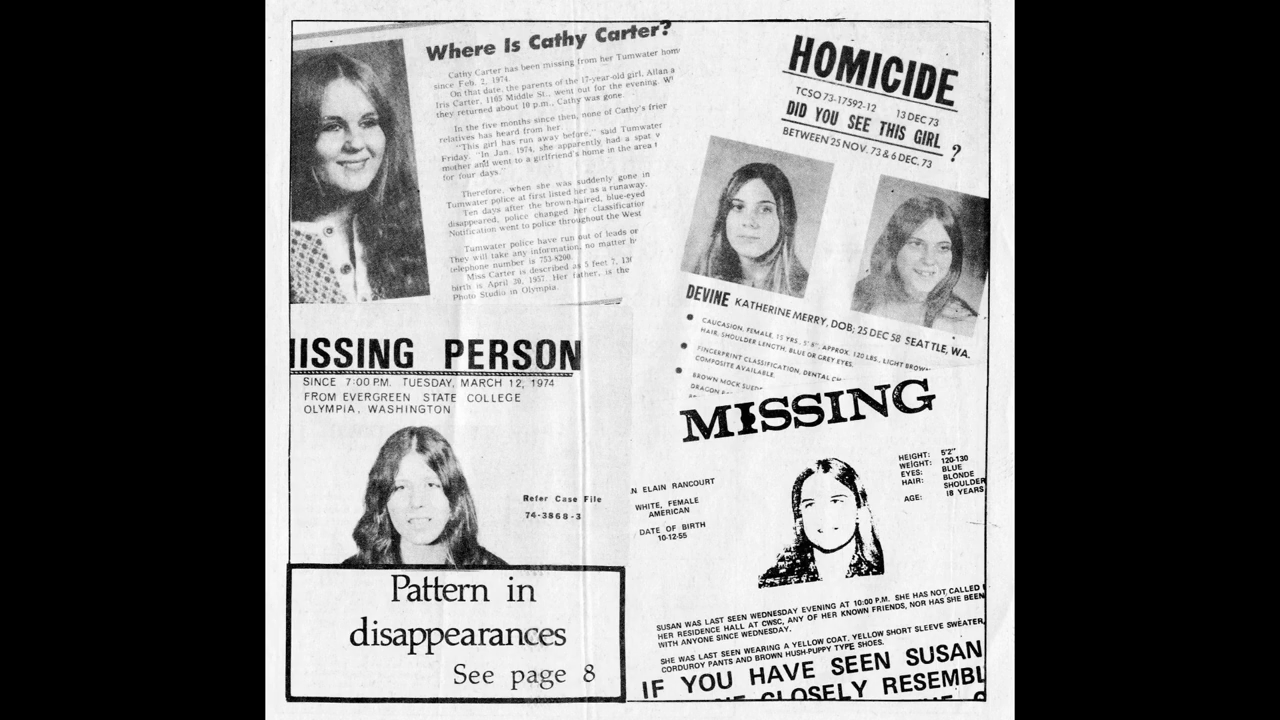 Where Is Cathy Carter?
Cathy Carter has been missing from her Tumwater hom
since Feb. 2, 1974.
On that date, the parents of the 17-year-old girl, Allan a
Iris Carter, 1105 Middle St., went out for the evening. W
they returned about 10 p.m., Cathy was gone.
In the five months since then, none of Cathy's frier
relatives has heard from her.
"This girl has run away before," said Tumwater
Friday. "In Jan. 1974, she apparently had a spat v
mother and went to a girlfriend's home in the area f
for four days."
Therefore, when she was suddenly gone in
Tumwater police at first listed her as a runaway.
Ten days after the brown-haired, blue-eyed
disappeared, police changed her classification
Notification went to police throughout the West
Tumwater police have run out of leads or
They will take any information, no matter h
telephone number is 753-8200.
Miss Carter is described as 5 feet 7, 13
birth is April 20, 1957. Her father, is the
Photo Studio in Olympia.
HOMICIDE
TCSO 73-17592-12 13 DEC 73
DID YOU SEE THIS GIRL ?
BETWEEN 25 NOV. 73 & 6 DEC. 73
DEVINE KATHERINE MERRY, DOB; 25 DEC 58 SEATTLE, WA.
CAUCASION, FEMALE, 15 YRS, 5'8", APPROX. 120 LBS., LIGHT BROWN
HAIR, SHOULDER LENGTH, BLUE OR GREY EYES.
FINGERPRINT CLASSIFICATION, DENTAL CH
COMPOSITE AVAILABLE.
BROWN MOCK SUED
DRAGON
ISSING PERSON
SINCE 7:00 P.M. TUESDAY, MARCH 12, 1974
FROM EVERGREEN STATE COLLEGE
OLYMPIA, WASHINGTON
Refer Case File
74-3868-3
Pattern in
disappearances
See page 8
MISSING
N ELAIN RANCOURT
WHITE, FEMALE
AMERICAN
DATE OF BIRTH
10-12-55
HEIGHT: 5'2"
WEIGHT: 120-130
EYES: BLUE
HAIR: BLONDE
SHOULDER
AGE: 18 YEARS
SUSAN WAS LAST SEEN WEDNESDAY EVENING AT 10:00 P.M. SHE HAS NOT CALLED
HER RESIDENCE HALL AT CWSC, ANY OF HER KNOWN FRIENDS, NOR HAS SHE BEEN
WITH ANYONE SINCE WEDNESDAY.
SHE WAS LAST SEEN WEARING A YELLOW COAT, YELLOW SHORT SLEEVE SWEATER,
CORDUROY PANTS AND BROWN HUSH-PUPPY TYPE SHOES.
IF YOU HAVE SEEN SUSAN
CLOSELY RESEMBL